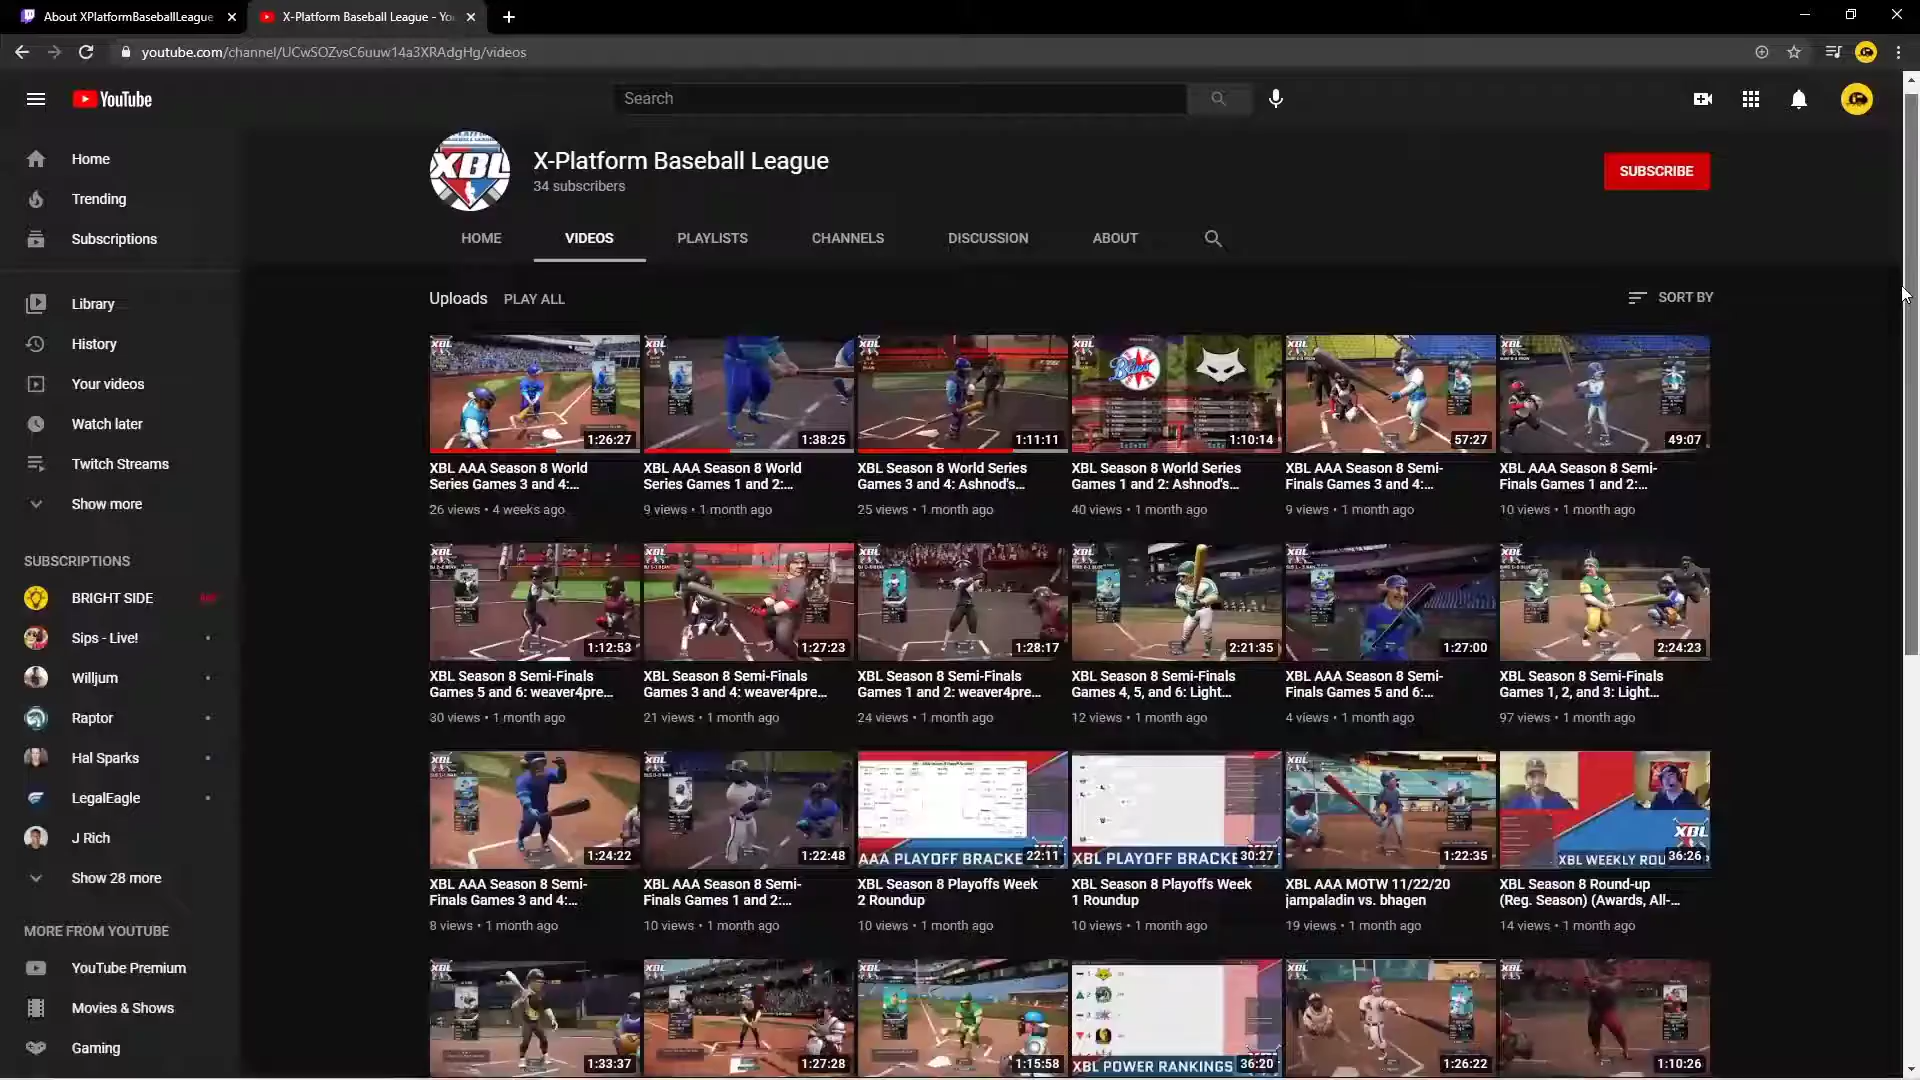 About XPlatformBaseballLeague
X-Platform Baseball League - Yo
youtube.com/channel/UCwSOZvsC6uuw14a3XRAdgHg/videos
YouTube
Search
Home
Trending
Subscriptions
Library
History
Your videos
Watch later
Twitch Streams
Show more
SUBSCRIPTIONS
BRIGHT SIDE
Sips - Live!
Willjum
Raptor
Hal Sparks
LegalEagle
J Rich
Show 28 more
MORE FROM YOUTUBE
YouTube Premium
Movies & Shows
Gaming
XBL
X-Platform Baseball League
34 subscribers
SUBSCRIBE
HOME VIDEOS PLAYLISTS CHANNELS DISCUSSION ABOUT
Uploads PLAY ALL
SORT BY
1:26:27 1:38:25 1:11:11 1:10:14 57:27 49:07
XBL AAA Season 8 World
Series Games 3 and 4:...
26 views • 4 weeks ago
XBL AAA Season 8 World
Series Games 1 and 2:...
9 views • 1 month ago
XBL Season 8 World Series
Games 3 and 4: Ashnod's...
25 views • 1 month ago
Blues
XBL Season 8 World Series
Games 1 and 2: Ashnod's...
40 views • 1 month ago
XBL AAA Season 8 Semi-
Finals Games 3 and 4:...
9 views • 1 month ago
XBL AAA Season 8 Semi-
Finals Games 1 and 2:...
10 views • 1 month ago
1:12:53 1:27:23 1:28:17 2:21:35 1:27:00 2:24:23
XBL Season 8 Semi-Finals
Games 5 and 6: weaver4pre...
30 views • 1 month ago
XBL Season 8 Semi-Finals
Games 3 and 4: weaver4pre...
21 views • 1 month ago
XBL Season 8 Semi-Finals
Games 1 and 2: weaver4pre...
24 views • 1 month ago
XBL Season 8 Semi-Finals
Games 4, 5, and 6: Light...
12 views • 1 month ago
XBL AAA Season 8 Semi-
Finals Games 5 and 6:...
4 views • 1 month ago
XBL Season 8 Semi-Finals
Games 1, 2, and 3: Light...
97 views • 1 month ago
1:24:22 1:22:48 22:11 30:27 1:22:35 36:26
XBL AAA Season 8 Semi-
Finals Games 3 and 4:...
8 views • 1 month ago
XBL AAA Season 8 Semi-
Finals Games 1 and 2:...
10 views • 1 month ago
AAA PLAYOFF BRACKE
XBL Season 8 Playoffs Week
2 Roundup
10 views • 1 month ago
XBL PLAYOFF BRACKE
XBL Season 8 Playoffs Week
1 Roundup
10 views • 1 month ago
XBL AAA MOTW 11/22/20
jampaladin vs. bhagen
19 views • 1 month ago
XBL
XBL WEEKLY ROU
XBL Season 8 Round-up
(Reg. Season) (Awards, All-...
14 views • 1 month ago
XBL POWER RANKINGS
1:33:37 1:27:28 1:15:58 36:20 1:26:22 1:10:26